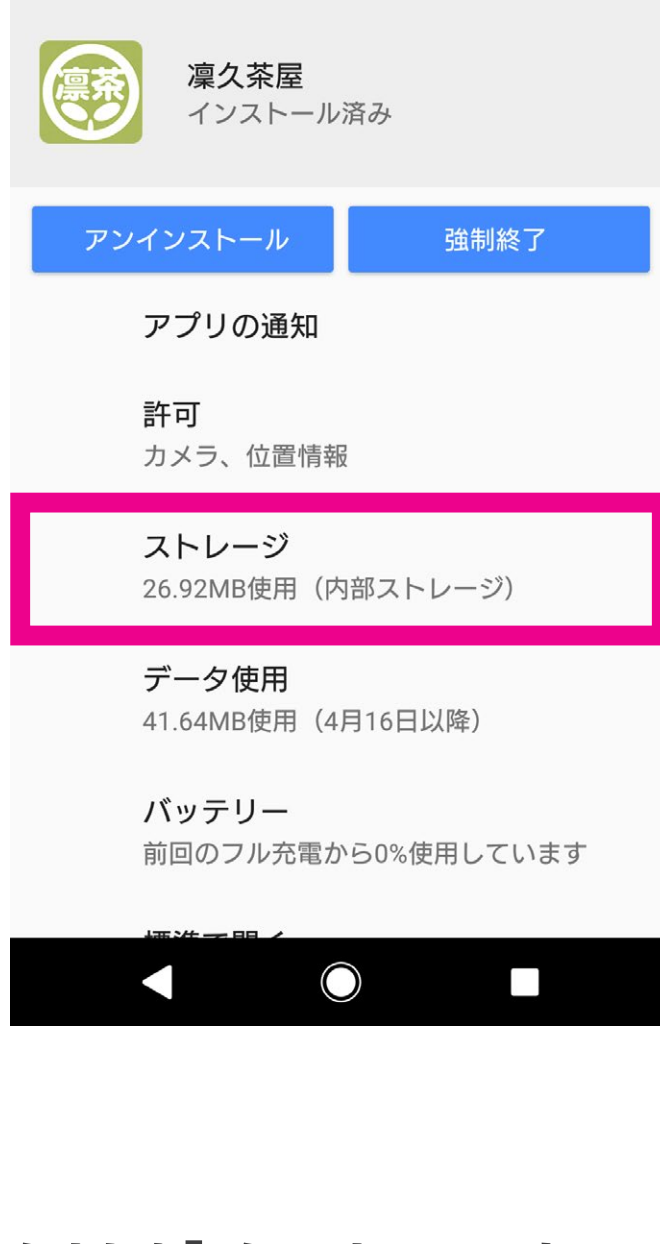 凛茶
凜久茶屋
インストール済み
アンインストール
強制終了
アプリの通知
許可
カメラ、位置情報
ストレージ
26.92MB使用（内部ストレージ）
データ使用
41.64MB使用（4月16日以降）
バッテリー
前回のフル充電から0%使用しています
標準で開く